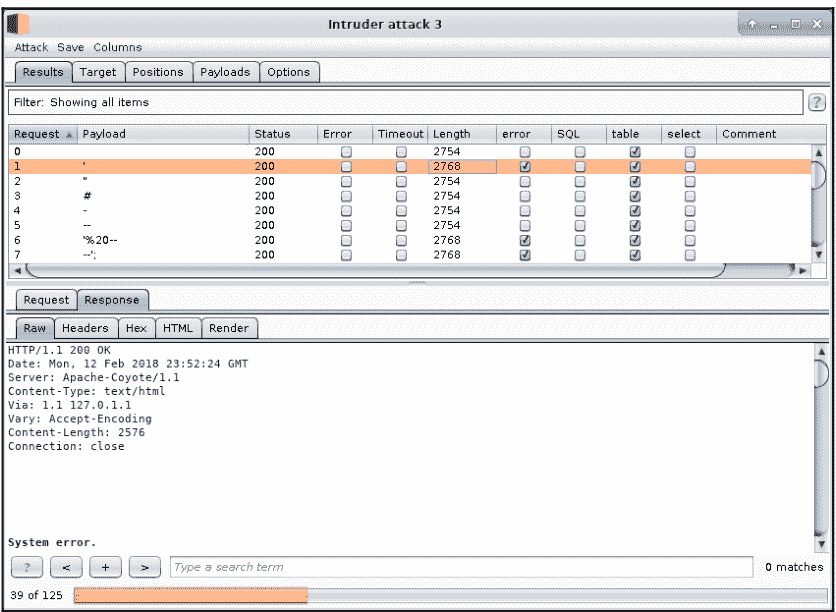 Intruder attack 3
Attack Save Columns
Results Target Positions Payloads Options
Filter: Showing all items ?
Request Payload Status Error Timeout Length error SQL table select Comment
0 200 2754
1 ' 200 2768
2 " 200 2754
3 # 200 2754
4 - 200 2754
5 -- 200 2754
6 '%20-- 200 2768
7 --'; 200 2768
Request Response
Raw Headers Hex HTML Render
HTTP/1.1 200 OK
Date: Mon, 12 Feb 2018 23:52:24 GMT
Server: Apache-Coyote/1.1
Content-Type: text/html
Via: 1.1 127.0.1.1
Vary: Accept-Encoding
Content-Length: 2576
Connection: close
System error.
? < + > Type a search term 0 matches
39 of 125